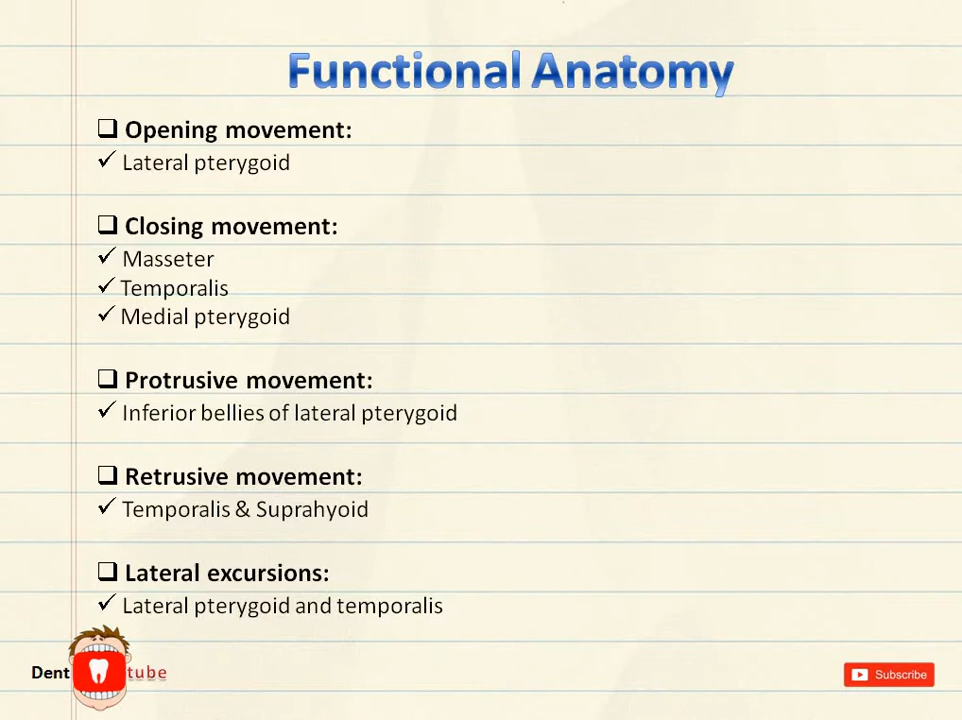 Functional Anatomy
Opening movement:
Lateral pterygoid
Closing movement:
Masseter
Temporalis
Medial pterygoid
Protrusive movement:
Inferior bellies of lateral pterygoid
Retrusive movement:
Temporalis & Suprahyoid
Lateral excursions:
Lateral pterygoid and temporalis
Dent tube
Subscribe